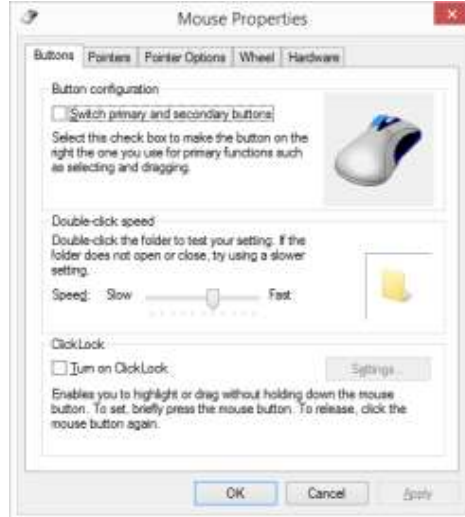 Mouse Properties
Buttons Pointers Pointer Options Wheel Hardware
Button configuration
Switch primary and secondary buttons
Select this check box to make the button on the
right the one you use for primary functions such
as selecting and dragging.
Double-click speed
Double-click the folder to test your setting. If the
folder does not open or close, try using a slower
setting.
Speed: Slow Fast
ClickLock
Turn on ClickLock
Settings...
Enables you to highlight or drag without holding down the mouse
button. To set, briefly press the mouse button. To release, click the
mouse button again.
OK Cancel Apply